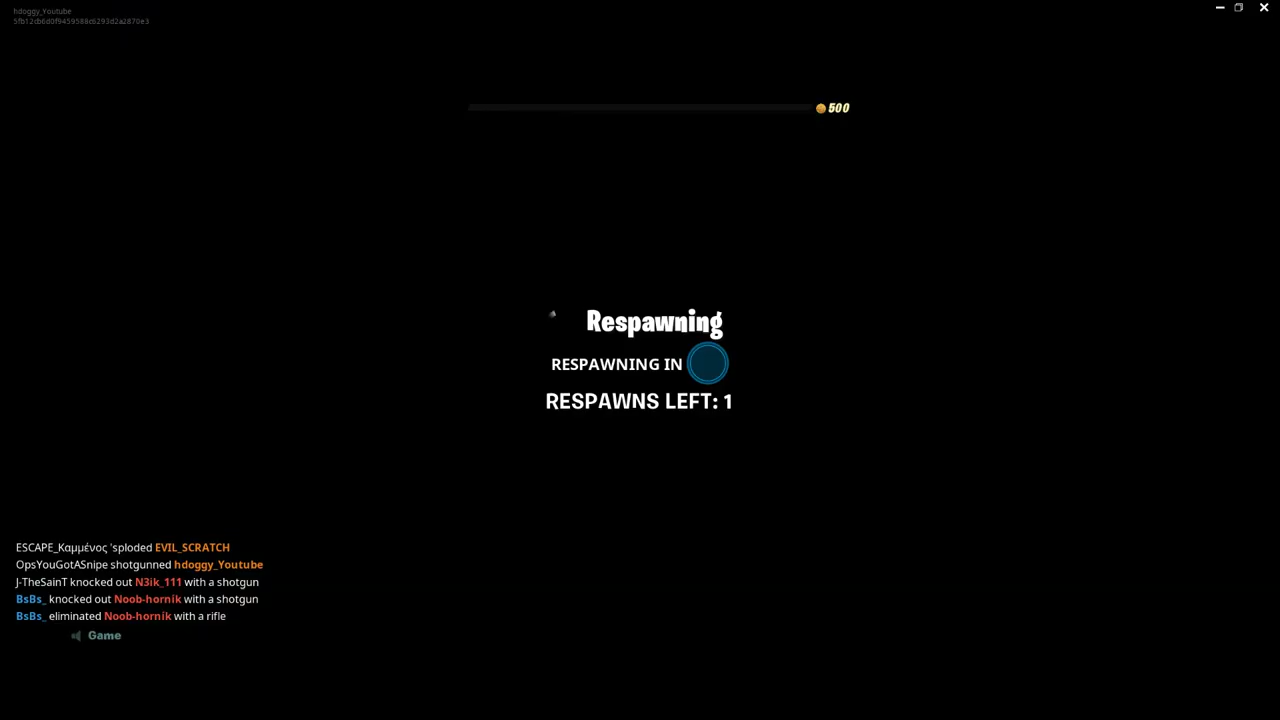 hdoggy_Youtube
5fb12cb6d0f9459588c6293d2a2870e3
500
Respawning
RESPAWNING IN
RESPAWNS LEFT: 1
ESCAPE_Καμμένος 'sploded EVIL_SCRATCH
OpsYouGotASnipe shotgunned hdoggy_Youtube
J-TheSainT knocked out N3ik_111 with a shotgun
BsBs_ knocked out Noob-hornik with a shotgun
BsBs_ eliminated Noob-hornik with a rifle
Game